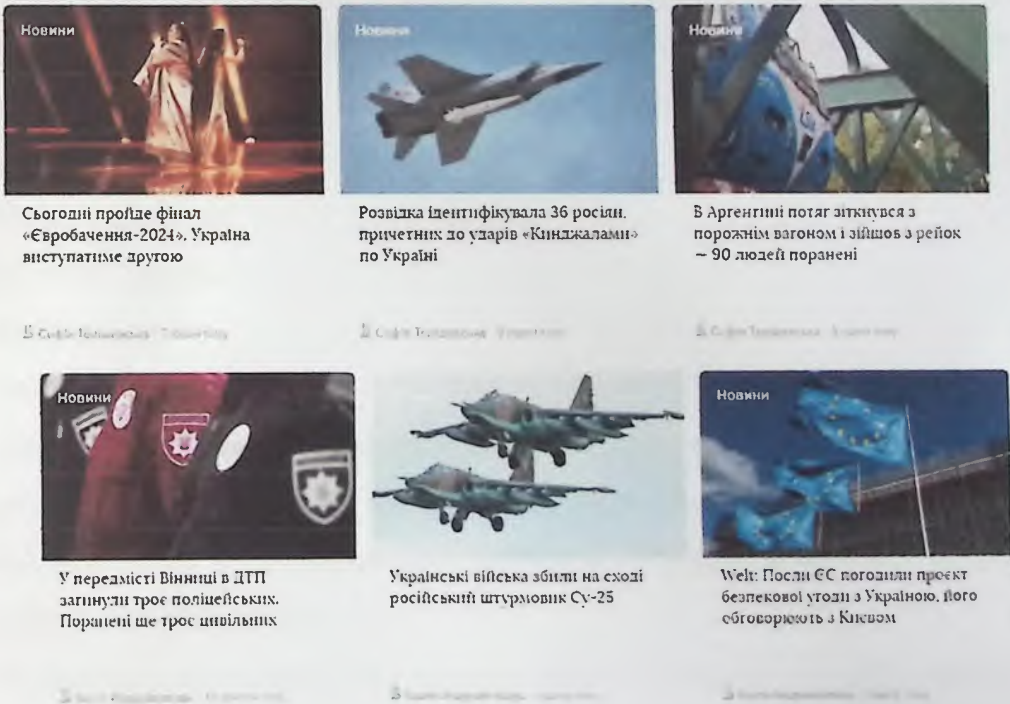 Новини
Новини
Новини
Сьогодні пройде фінал
«Євробачення-2024». Україна
виступатиме другою
Розвідка ідентифікувала 36 росіян,
причетних до ударів «Кинджалами»
по Україні
В Аргентині потяг зіткнувся з
порожнім вагоном і зійшов з рейок
— 90 людей поранені
Новини
У передмісті Вінниці в ДТП
загинули троє поліцейських.
Поранені ще троє цивільних
Українські війська збили на сході
російський штурмовик Су-25
Новини
Welt: Посли ЄС погодили проєкт
безпекової угоди з Україною, його
обговорюють з Києвом